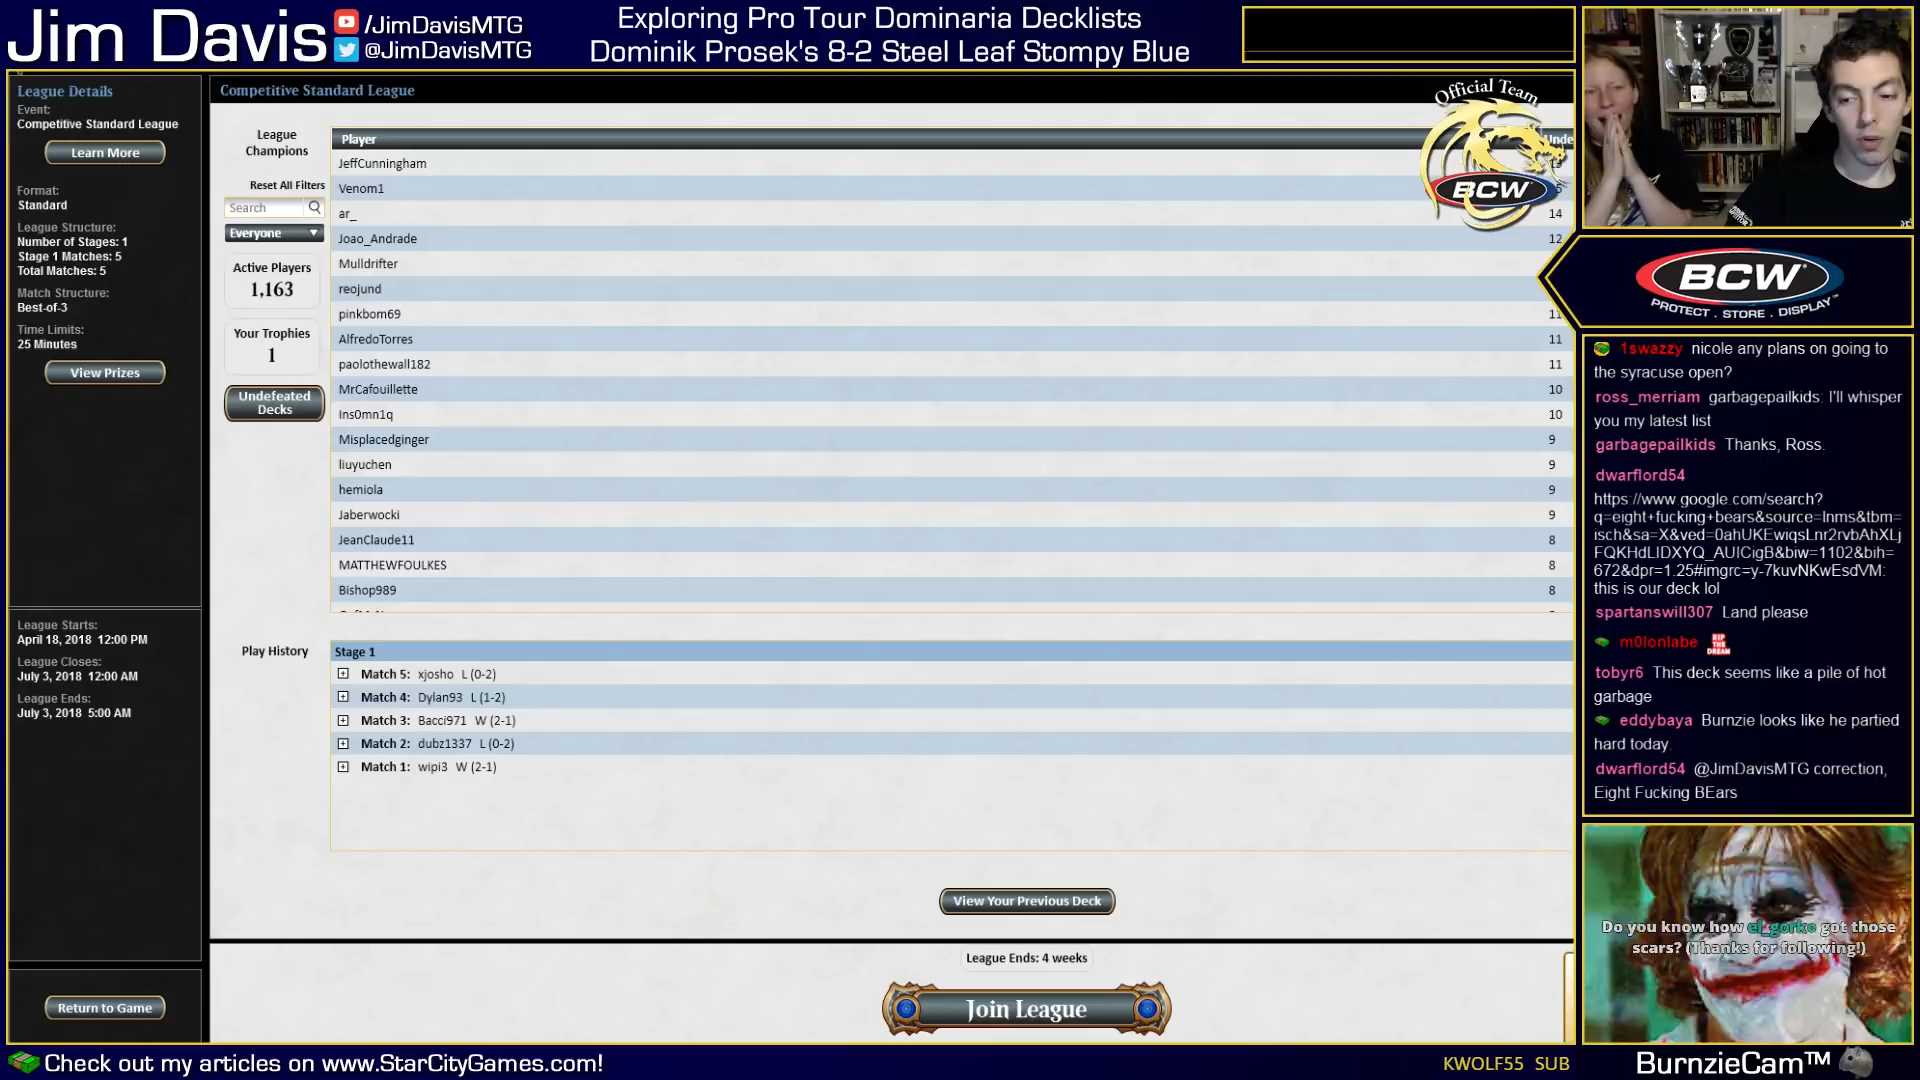 Jim Davis
/JimDavisMTG
@JimDavisMTG
Exploring Pro Tour Dominaria Decklists
Dominik Prosek's 8-2 Steel Leaf Stompy Blue
League Details
Event:
Competitive Standard League
Learn More
Format:
Standard
League Structure:
Number of Stages: 1
Stage 1 Matches: 5
Total Matches: 5
Match Structure:
Best-of-3
Time Limits:
25 Minutes
View Prizes
League Starts:
April 18, 2018 12:00 PM
League Closes:
July 3, 2018 12:00 AM
League Ends:
July 3, 2018 5:00 AM
Return to Game
Competitive Standard League
League
Champions
Reset All Filters
Search
Everyone
Active Players
1,163
Your Trophies
1
Undefeated
Decks
Player
JeffCunningham
Venom1
ar_ 14
Joao_Andrade 12
Mulldrifter
reojund
pinkbom69 11
AlfredoTorres 11
paolothewall182 11
MrCafouillette 10
Ins0mn1q 10
Misplacedginger 9
liuyuchen 9
hemiola 9
Jaberwocki 9
JeanClaude11 8
MATTHEWFOULKES 8
Bishop989 8
Official Team
BCW
Play History
Stage 1
Match 5: xjosho L (0-2)
Match 4: Dylan93 L (1-2)
Match 3: Bacci971 W (2-1)
Match 2: dubz1337 L (0-2)
Match 1: wipi3 W (2-1)
View Your Previous Deck
League Ends: 4 weeks
Join League
BCW
PROTECT . STORE . DISPLAY™
1swazzy nicole any plans on going to
the syracuse open?
ross_merriam garbagepailkids: I'll whisper
you my latest list
garbagepailkids Thanks, Ross.
dwarflord54
https://www.google.com/search?
q=eight+fucking+bears&source=lnms&tbm=
isch&sa=X&ved=0ahUKEwiqsLnr2rvbAhXLj
FQKHdLIDXYQ_AUICigB&biw=1102&bih=
672&dpr=1.25#imgrc=y-7kuvNKwEsdVM:
this is our deck lol
spartanswill307 Land please
m0lonlabe RIP THE DREAM
tobyr6 This deck seems like a pile of hot
garbage
eddybaya Burnzie looks like he partied
hard today.
dwarflord54 @JimDavisMTG correction,
Eight Fucking BEars
Do you know how el_gorko got those
scars? (Thanks for following!)
Check out my articles on www.StarCityGames.com!
KWOLF55 SUB
BurnzieCam™